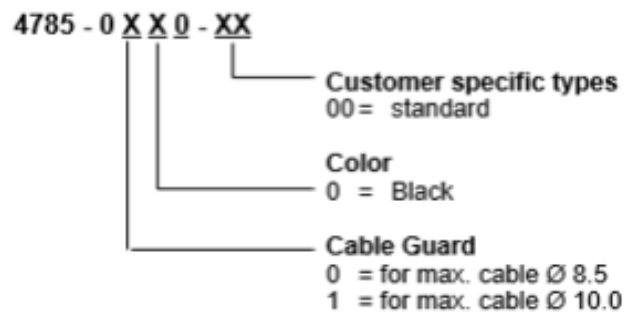 4785 - 0 X X 0 - XX
Customer specific types
00 = standard
Color
0 = Black
Cable Guard
0 = for max. cable Ø 8.5
1 = for max. cable Ø 10.0